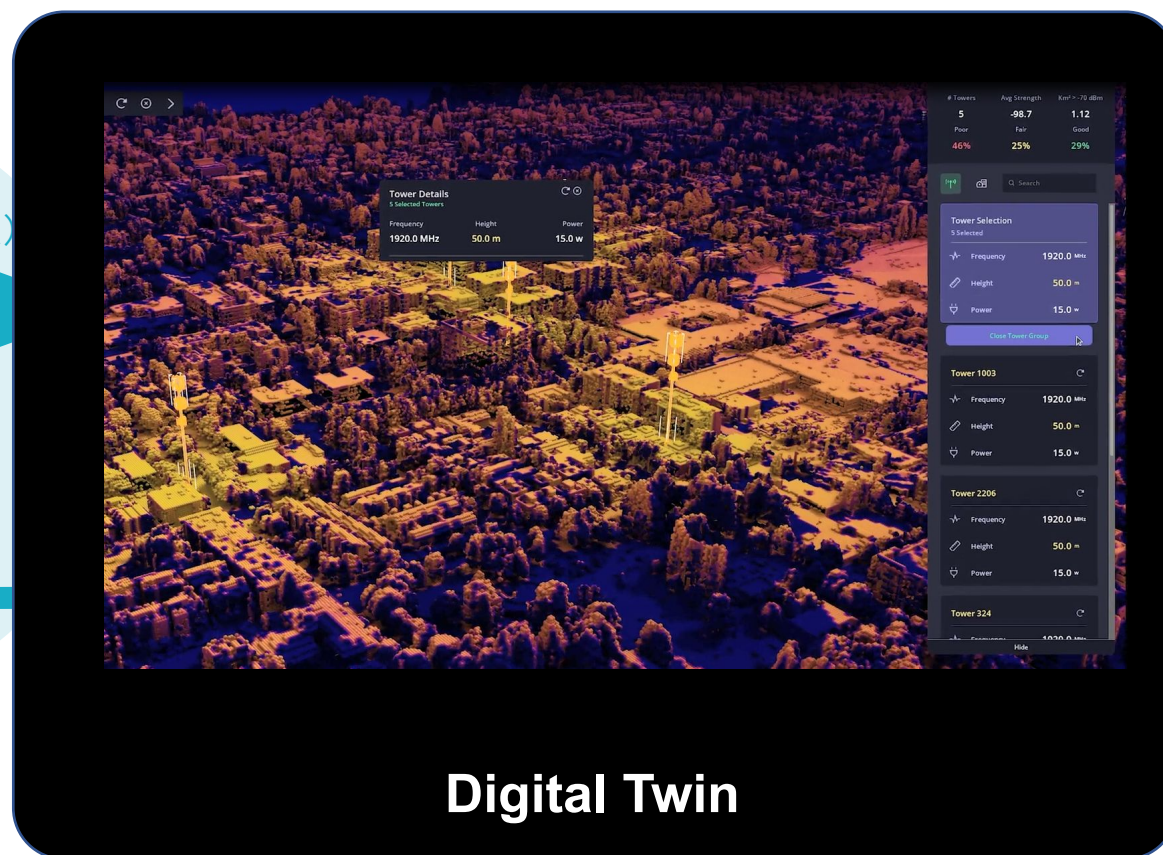 # Towers Avg Strength Km² > -70 dBm
5 -98.7 1.12
Poor Fair Good
46% 25% 29%
Search
Tower Details
5 Selected Towers
Frequency Height Power
1920.0 MHz 50.0 m 15.0 w
Tower Selection
5 Selected
Frequency 1920.0 MHz
Height 50.0 m
Power 15.0 w
Close Tower Group
Tower 1003
Frequency 1920.0 MHz
Height 50.0 m
Power 15.0 w
Tower 2206
Frequency 1920.0 MHz
Height 50.0 m
Power 15.0 w
Tower 324
Frequency 1920.0 MHz
Hide
Digital Twin